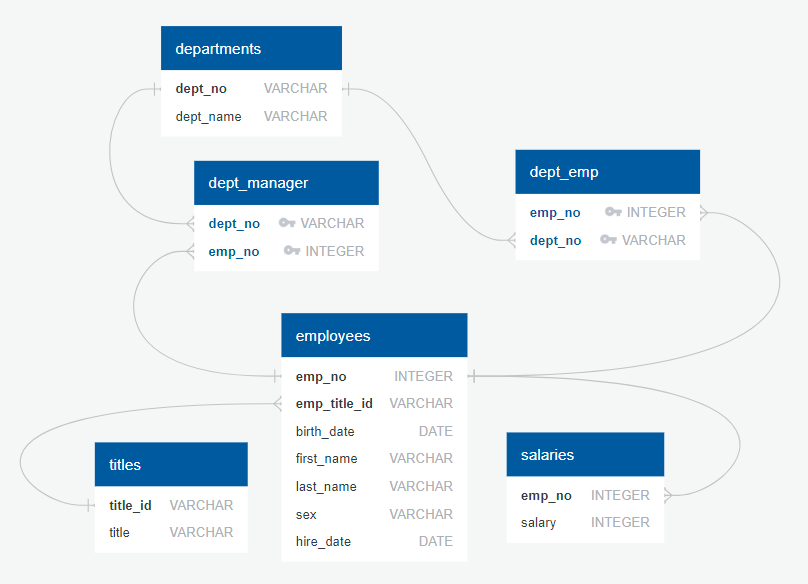 departments
dept_no VARCHAR
dept_name VARCHAR
dept_manager
dept_no VARCHAR
emp_no INTEGER
dept_emp
emp_no INTEGER
dept_no VARCHAR
employees
emp_no INTEGER
emp_title_id VARCHAR
birth_date DATE
first_name VARCHAR
last_name VARCHAR
sex VARCHAR
hire_date DATE
titles
title_id VARCHAR
title VARCHAR
salaries
emp_no INTEGER
salary INTEGER